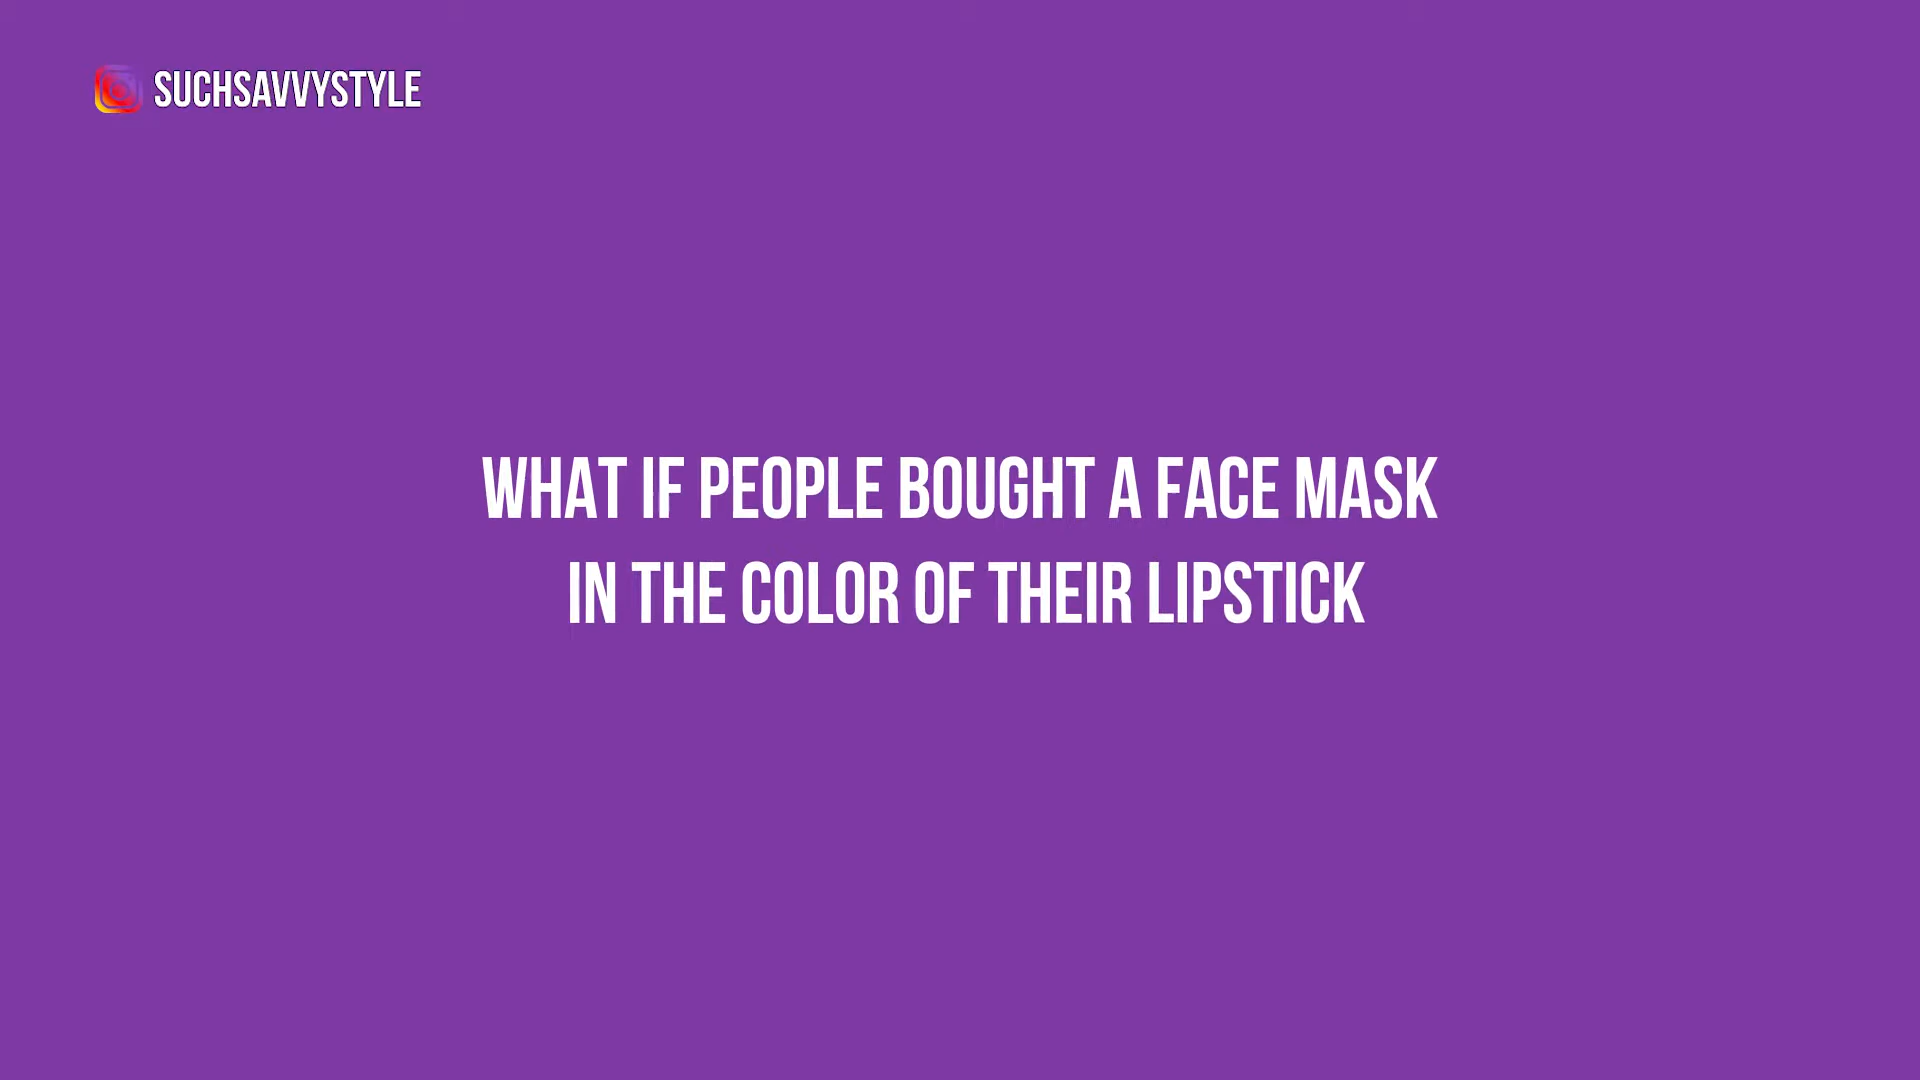 SUCHSAVVYSTYLE
WHAT IF PEOPLE BOUGHT A FACE MASK
IN THE COLOR OF THEIR LIPSTICK